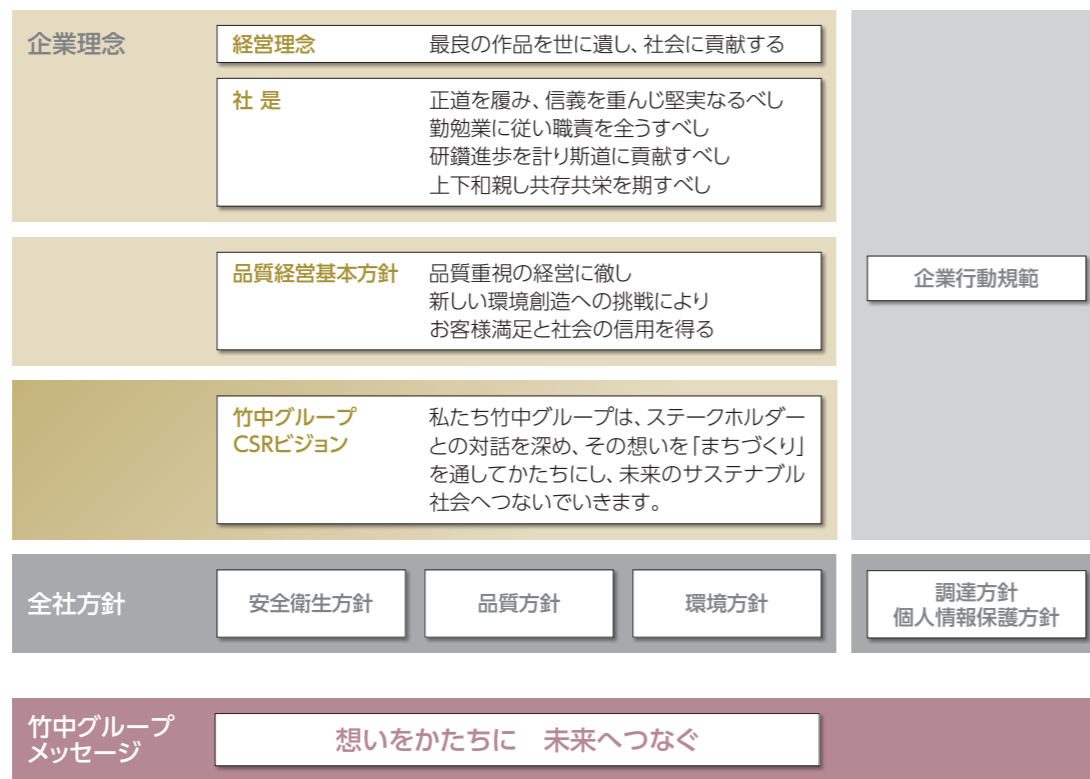 企業理念
経営理念 最良の作品を世に遺し、社会に貢献する
社 是 正道を履み、信義を重んじ堅実なるべし
勤勉業に従い職責を全うすべし
研鑽進歩を計り斯道に貢献すべし
上下和親し共存共栄を期すべし
品質経営基本方針 品質重視の経営に徹し
新しい環境創造への挑戦により
お客様満足と社会の信用を得る
企業行動規範
竹中グループ
CSRビジョン
私たち竹中グループは、ステークホルダー
との対話を深め、その想いを「まちづくり」
を通してかたちにし、未来のサステナブル
社会へつないでいきます。
全社方針
安全衛生方針
品質方針
環境方針
調達方針
個人情報保護方針
竹中グループ
メッセージ
想いをかたちに 未来へつなぐ